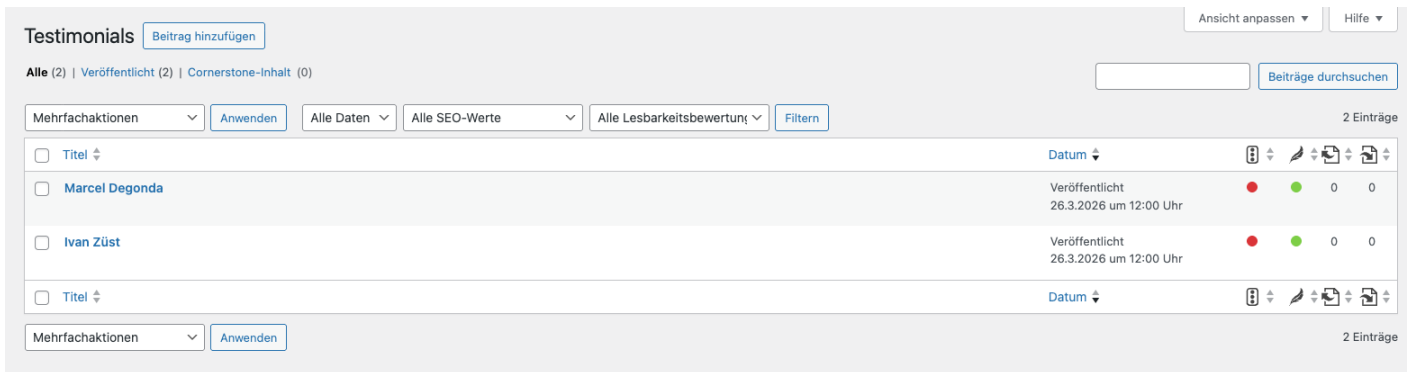 Ansicht anpassen Hilfe
Testimonials Beitrag hinzufügen
Alle (2) | Veröffentlicht (2) | Cornerstone-Inhalt (0)
Beiträge durchsuchen
Mehrfachaktionen Anwenden Alle Daten Alle SEO-Werte Alle Lesbarkeitsbewertung Filtern 2 Einträge
Titel Datum
Marcel Degonda Veröffentlicht 0 0
26.3.2026 um 12:00 Uhr
Ivan Züst Veröffentlicht 0 0
26.3.2026 um 12:00 Uhr
Titel Datum
Mehrfachaktionen Anwenden 2 Einträge